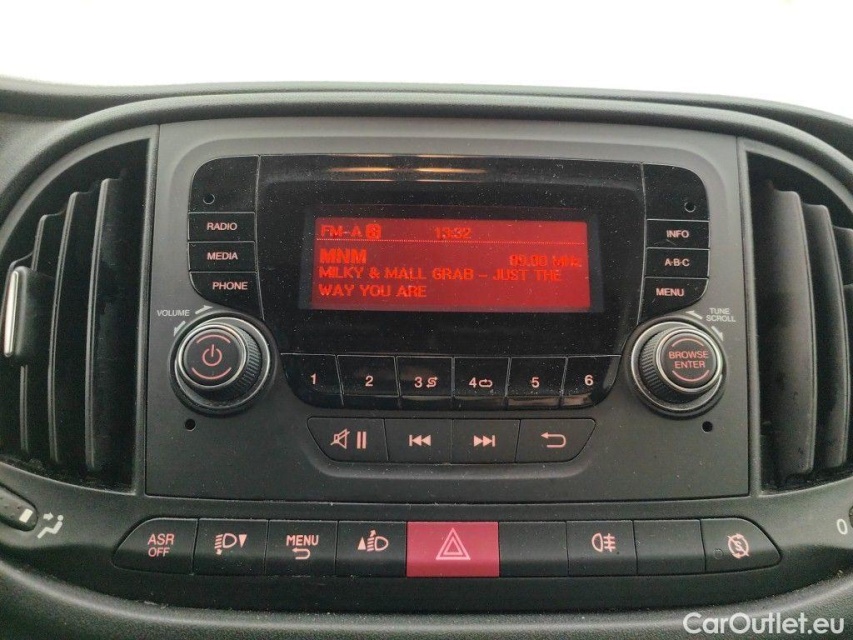 RADIO
MEDIA
PHONE
FM-A 13:32
MNM 89.00 MHz
MILKY & MALL GRAB - JUST THE
WAY YOU ARE
INFO
A·B·C
MENU
VOLUME
TUNE
SCROLL
BROWSE
ENTER
1 2 3 4 5 6
ASR
OFF
MENU
0
CarOutlet.eu